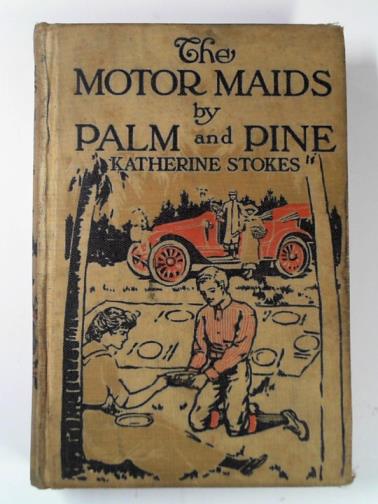 The
MOTOR MAIDS
by
PALM and PINE
KATHERINE STOKES